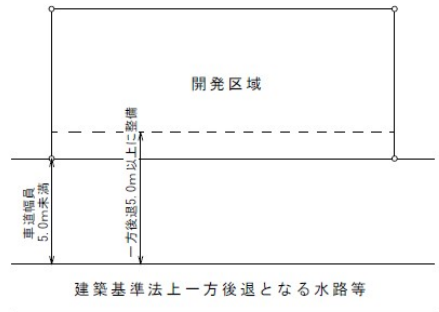 開発区域
一方後退5.0m以上に整備
車道幅員
5.0m未満
建築基準法上一方後退となる水路等